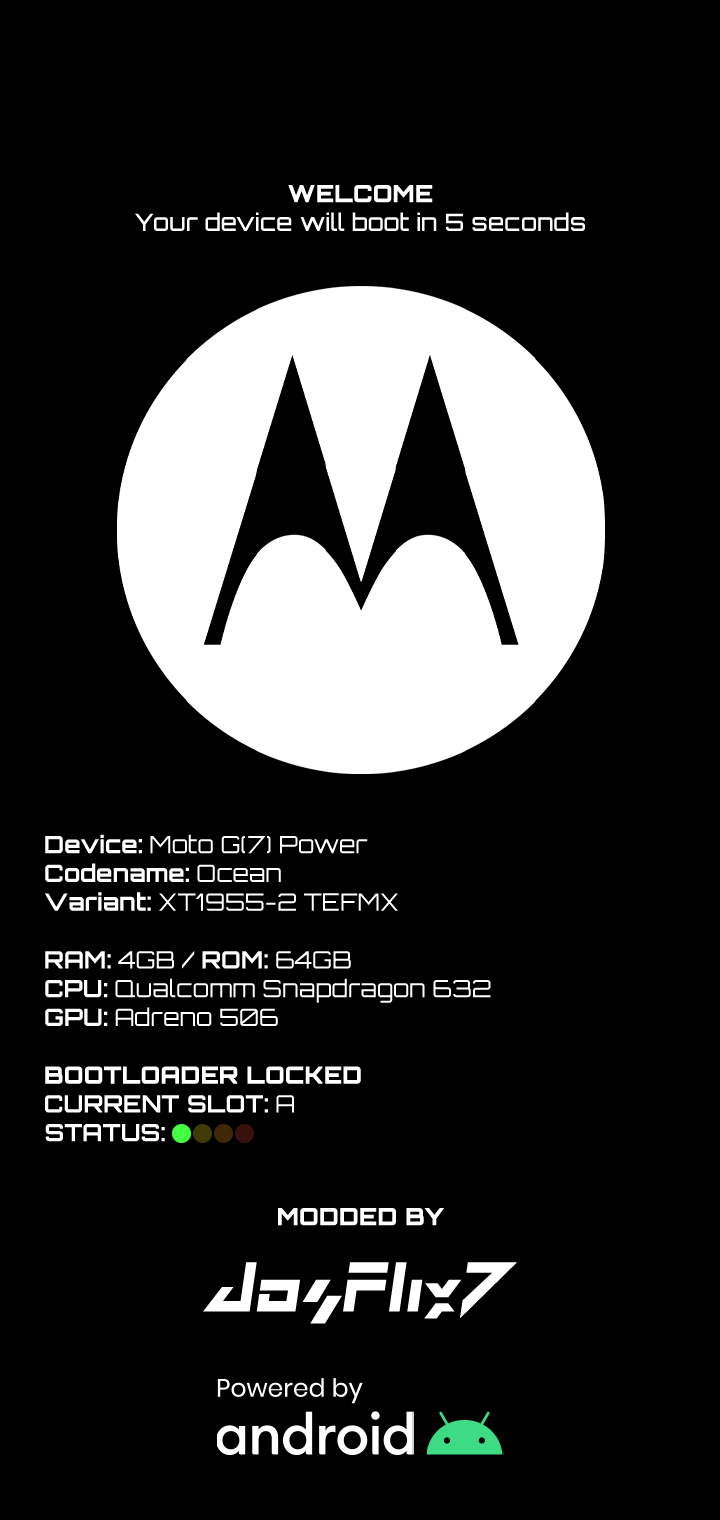 WELCOME
Your device will boot in 5 seconds
Device: Moto G(7) Power
Codename: Ocean
Variant: XT1955-2 TEFMX
RAM: 4GB / ROM: 64GB
CPU: Qualcomm Snapdragon 632
GPU: Adreno 506
BOOTLOADER LOCKED
CURRENT SLOT: A
STATUS:
MODDED BY
JosFlix7
Powered by
android